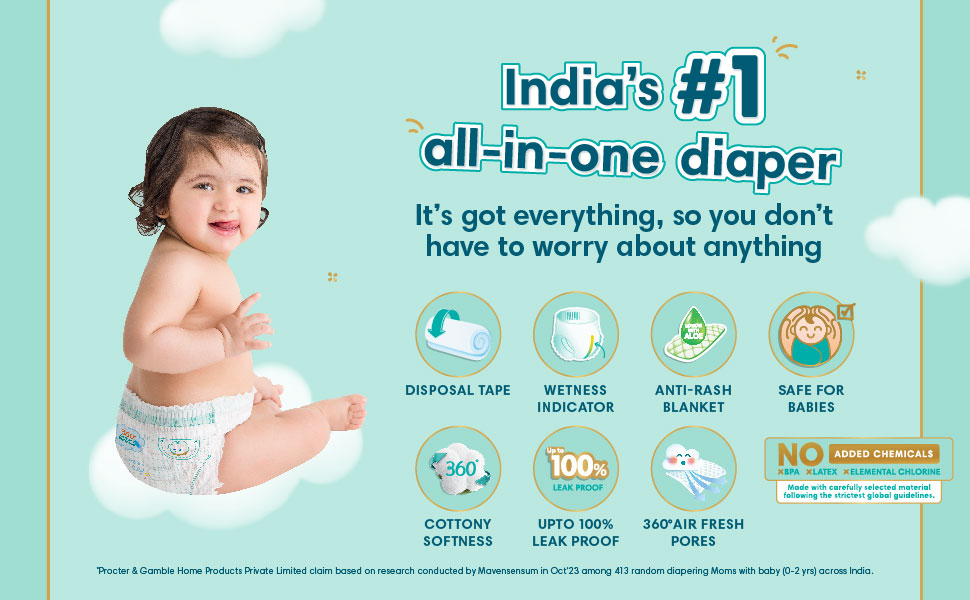 India's #1
all-in-one diaper
It's got everything, so you don't
have to worry about anything
DISPOSAL TAPE
WETNESS
INDICATOR
ANTI-RASH
BLANKET
SAFE FOR
BABIES
360°
COTTONY
SOFTNESS
Up to
100%
LEAK PROOF
UPTO 100%
LEAK PROOF
360° AIR FRESH
PORES
NO ADDED CHEMICALS
×BPA ×LATEX ×ELEMENTAL CHLORINE
Made with carefully selected material
following the strictest global guidelines.
*Procter & Gamble Home Products Private Limited claim based on research conducted by Mavensensum in Oct'23 among 413 random diapering Moms with baby (0-2 yrs) across India.